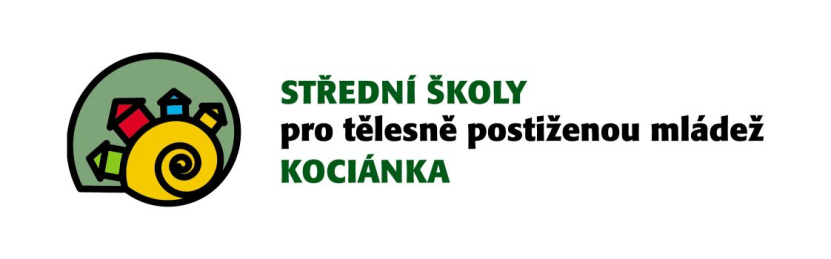 STŘEDNÍ ŠKOLY
pro tělesně postiženou mládež
KOCIÁNKA